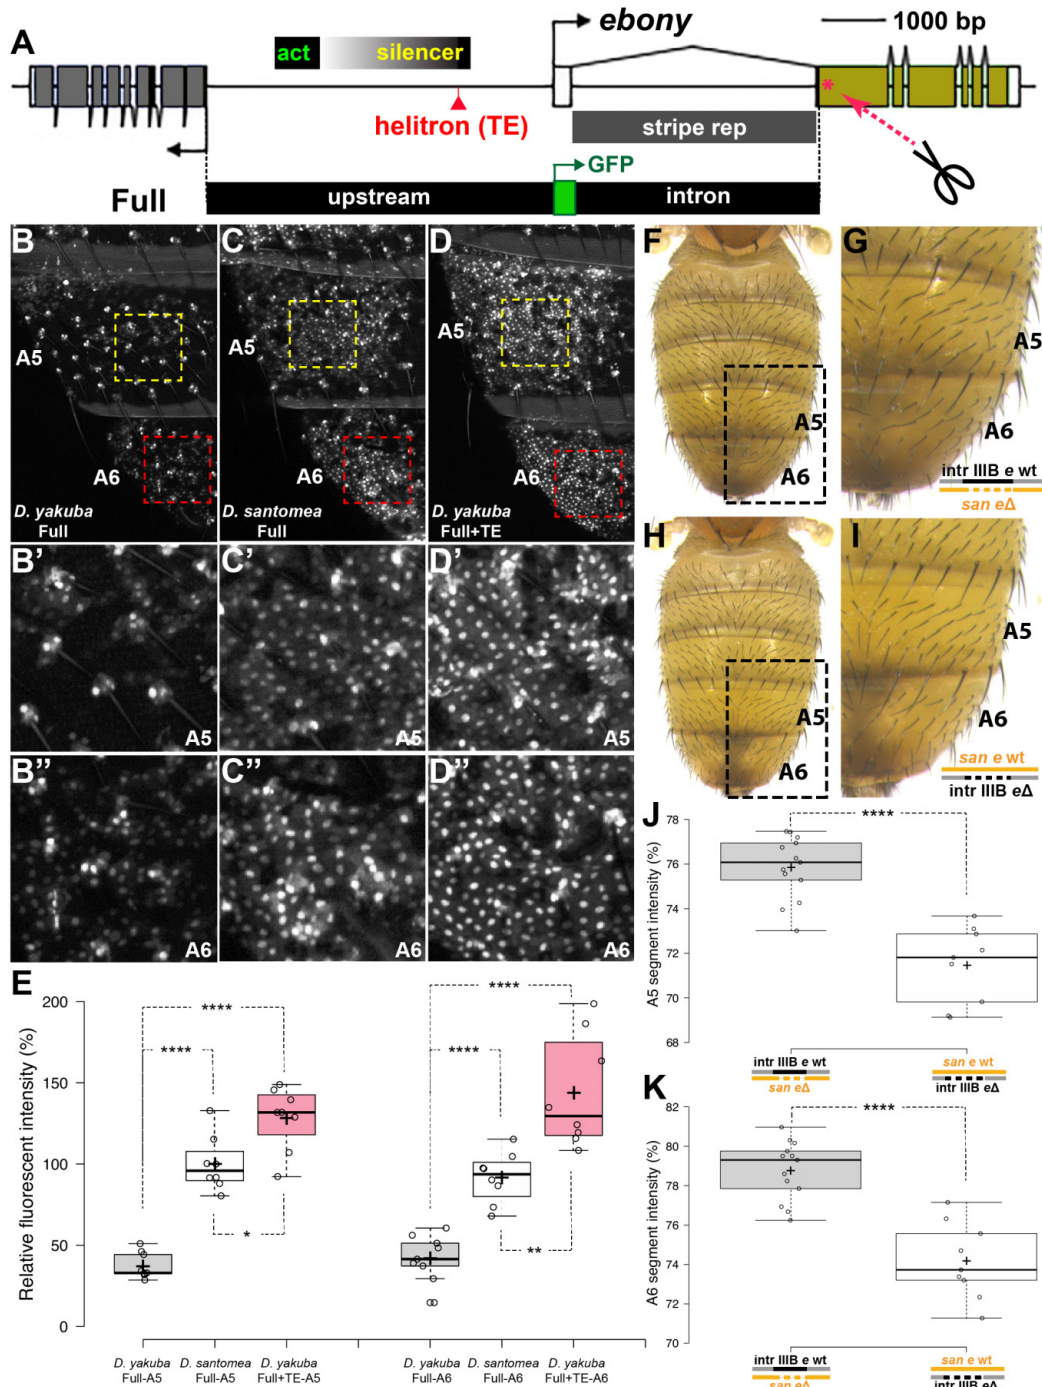 A
ebony
1000 bp
act
silencer
helitron (TE)
*
stripe rep
GFP
Full
upstream
intron
B
A5
A6
D. yakuba
Full
C
D. santomea
Full
D
D. yakuba
Full+TE
B'
A5
C'
A5
D'
A5
B''
A6
C''
A6
D''
A6
F
A5
A6
G
A5
A6
intr IIIB e wt
san eΔ
H
A5
A6
I
A5
A6
san e wt
intr IIIB eΔ
E
Relative fluorescent intensity (%)
200
150
100
50
0
****
****
*
****
****
**
D. yakuba
Full-A5
D. santomea
Full-A5
D. yakuba
Full+TE-A5
D. yakuba
Full-A6
D. santomea
Full-A6
D. yakuba
Full+TE-A6
J
A5 segment intensity (%)
78
76
74
72
70
68
****
intr IIIB e wt
san eΔ
san e wt
intr IIIB eΔ
K
A6 segment intensity (%)
82
80
78
76
74
72
70
****
intr IIIB e wt
san eΔ
san e wt
intr IIIB eΔ